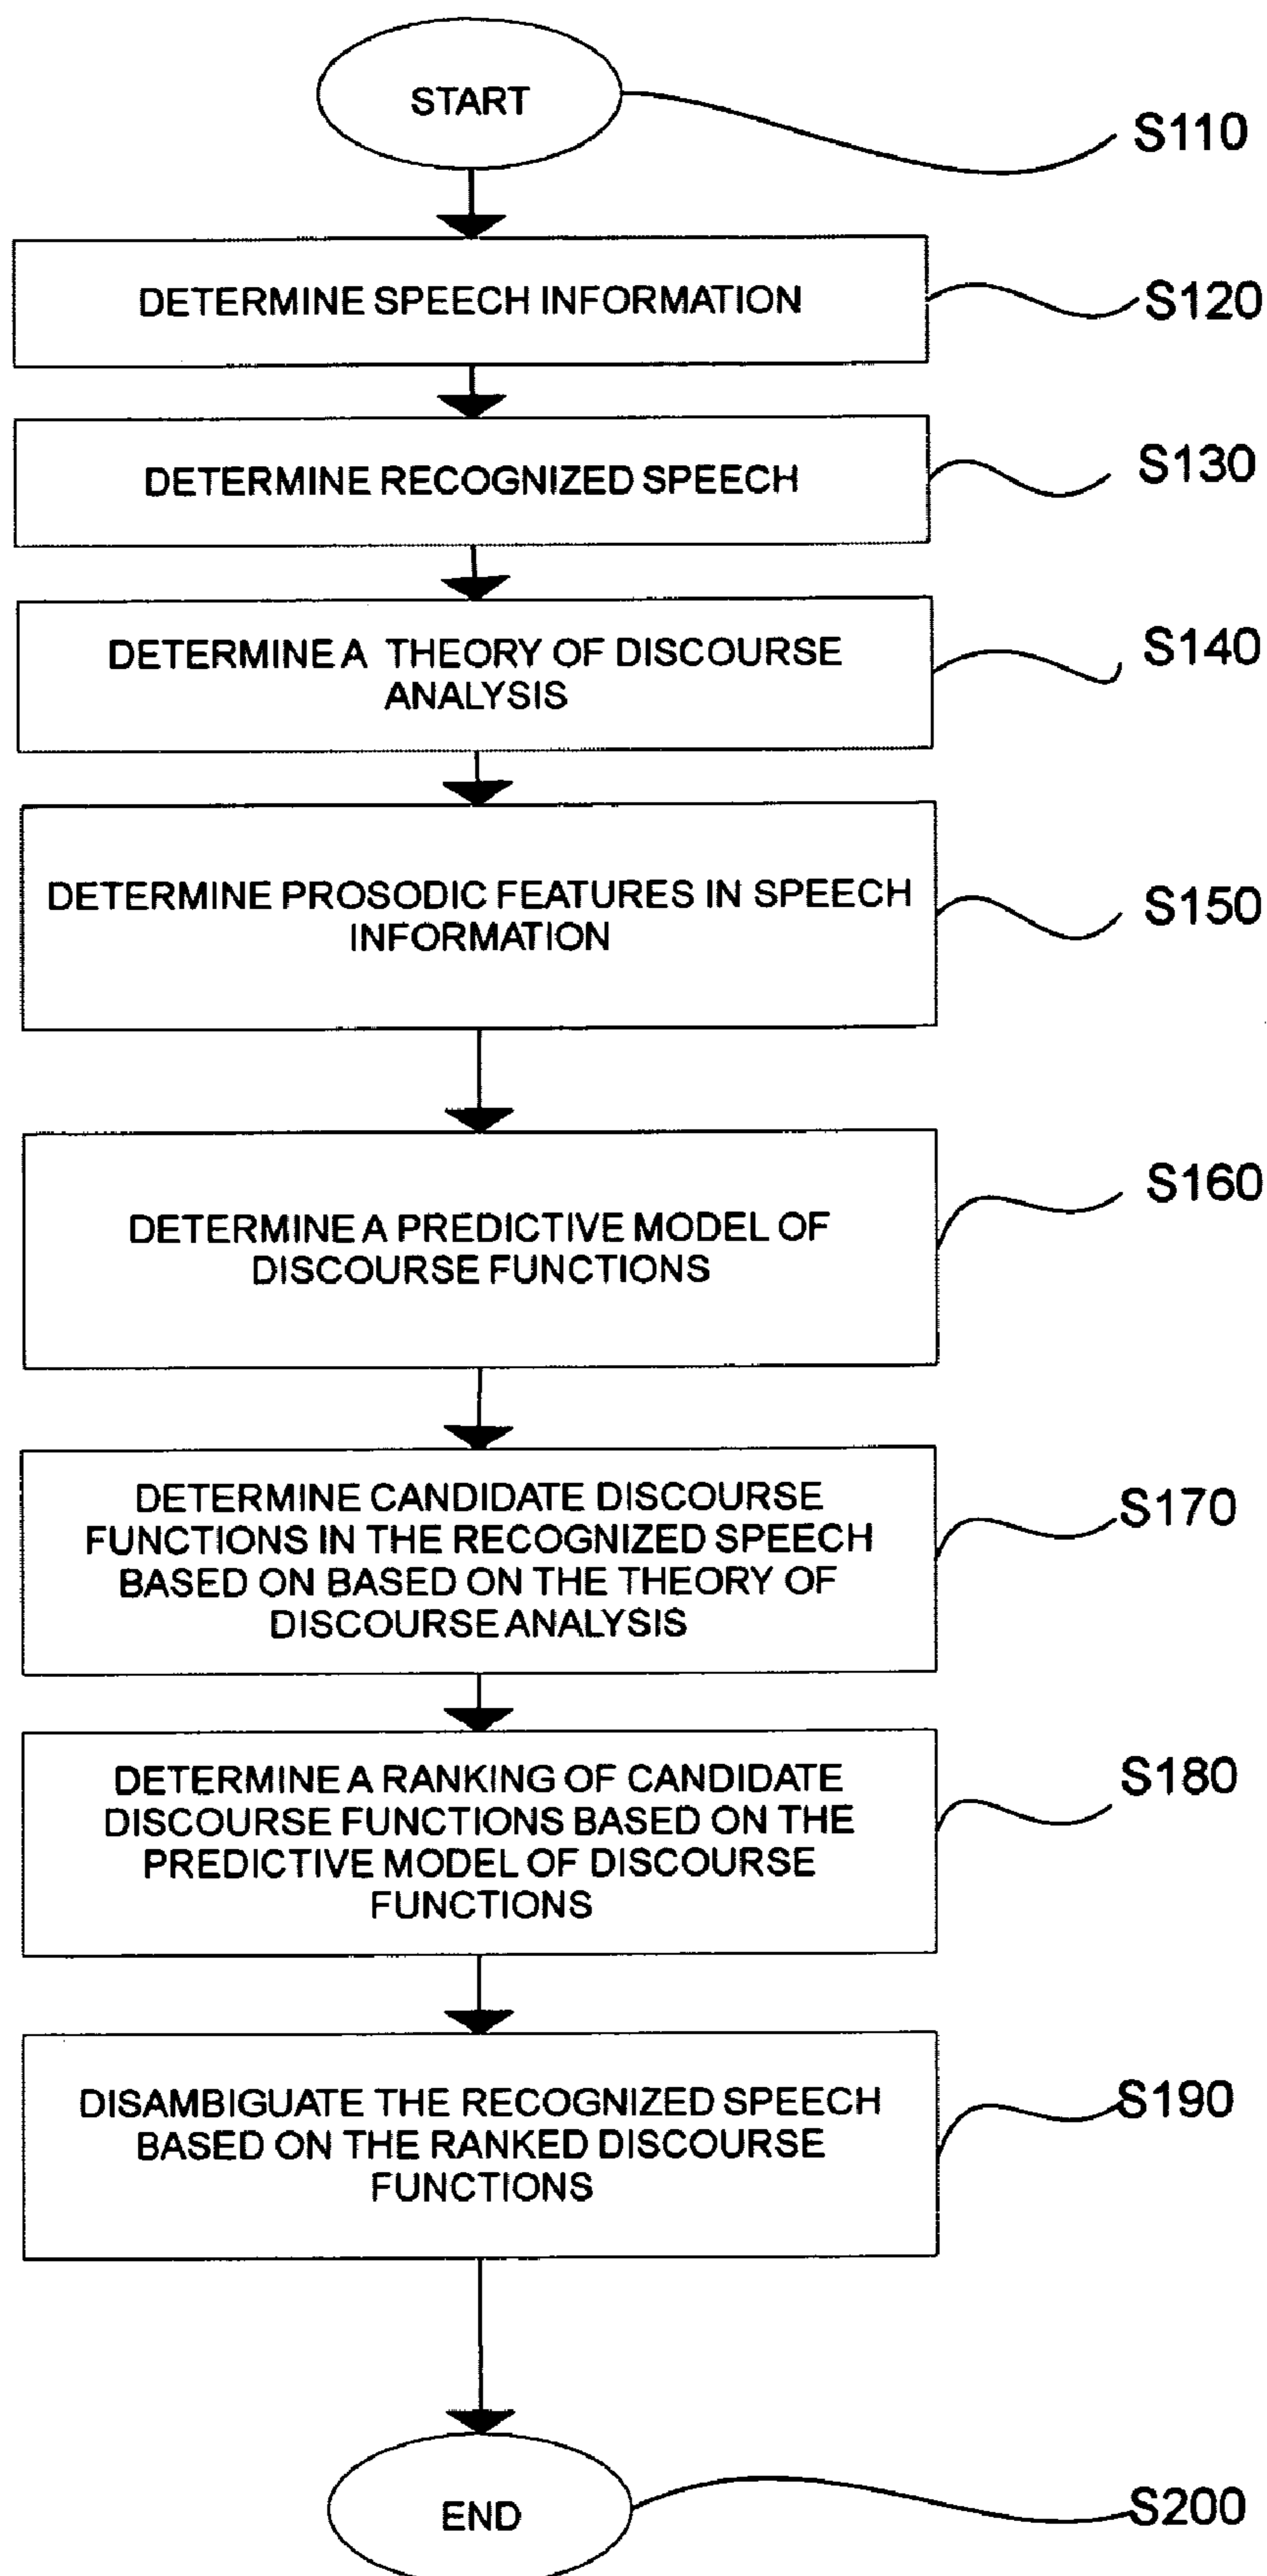 START
S110
DETERMINE SPEECH INFORMATION
S120
DETERMINE RECOGNIZED SPEECH
S130
DETERMINE A THEORY OF DISCOURSE
ANALYSIS
S140
DETERMINE PROSODIC FEATURES IN SPEECH
INFORMATION
S150
DETERMINE A PREDICTIVE MODEL OF
DISCOURSE FUNCTIONS
S160
DETERMINE CANDIDATE DISCOURSE
FUNCTIONS IN THE RECOGNIZED SPEECH
BASED ON BASED ON THE THEORY OF
DISCOURSE ANALYSIS
S170
DETERMINE A RANKING OF CANDIDATE
DISCOURSE FUNCTIONS BASED ON THE
PREDICTIVE MODEL OF DISCOURSE
FUNCTIONS
S180
DISAMBIGUATE THE RECOGNIZED SPEECH
BASED ON THE RANKED DISCOURSE
FUNCTIONS
S190
END
S200